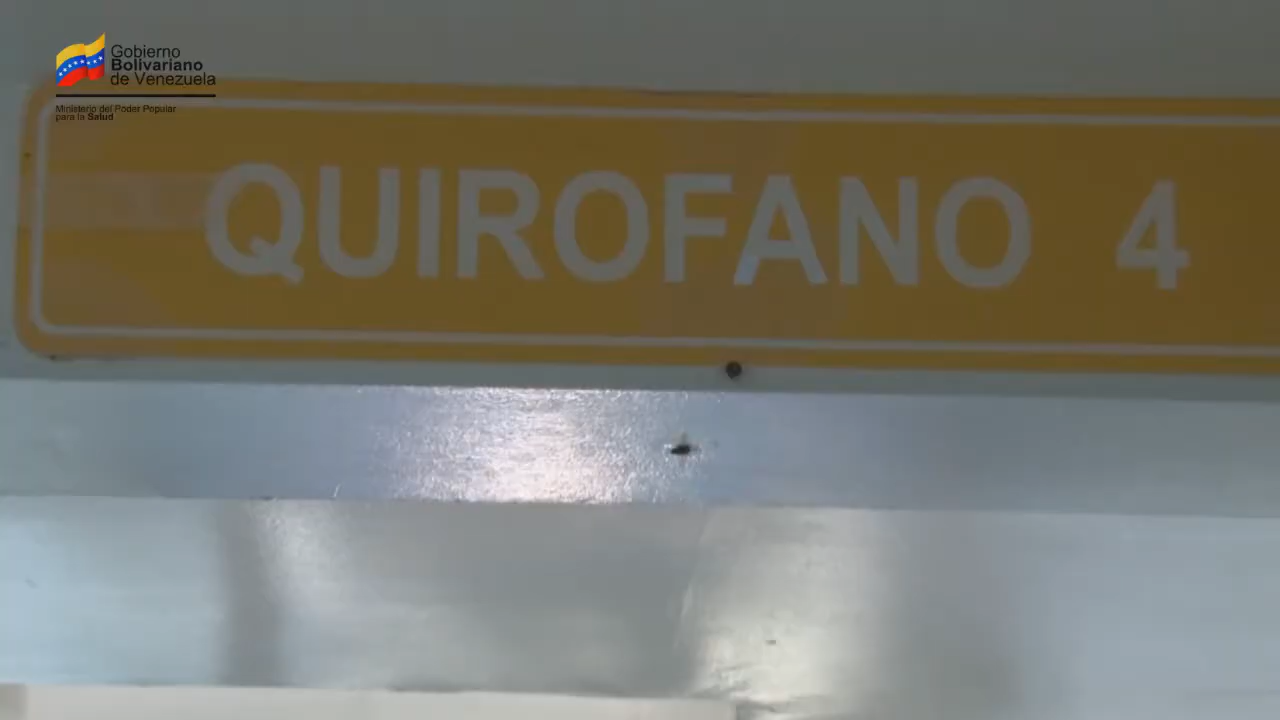 Gobierno
Bolivariano
de Venezuela
Ministerio del Poder Popular
para la Salud
QUIROFANO 4